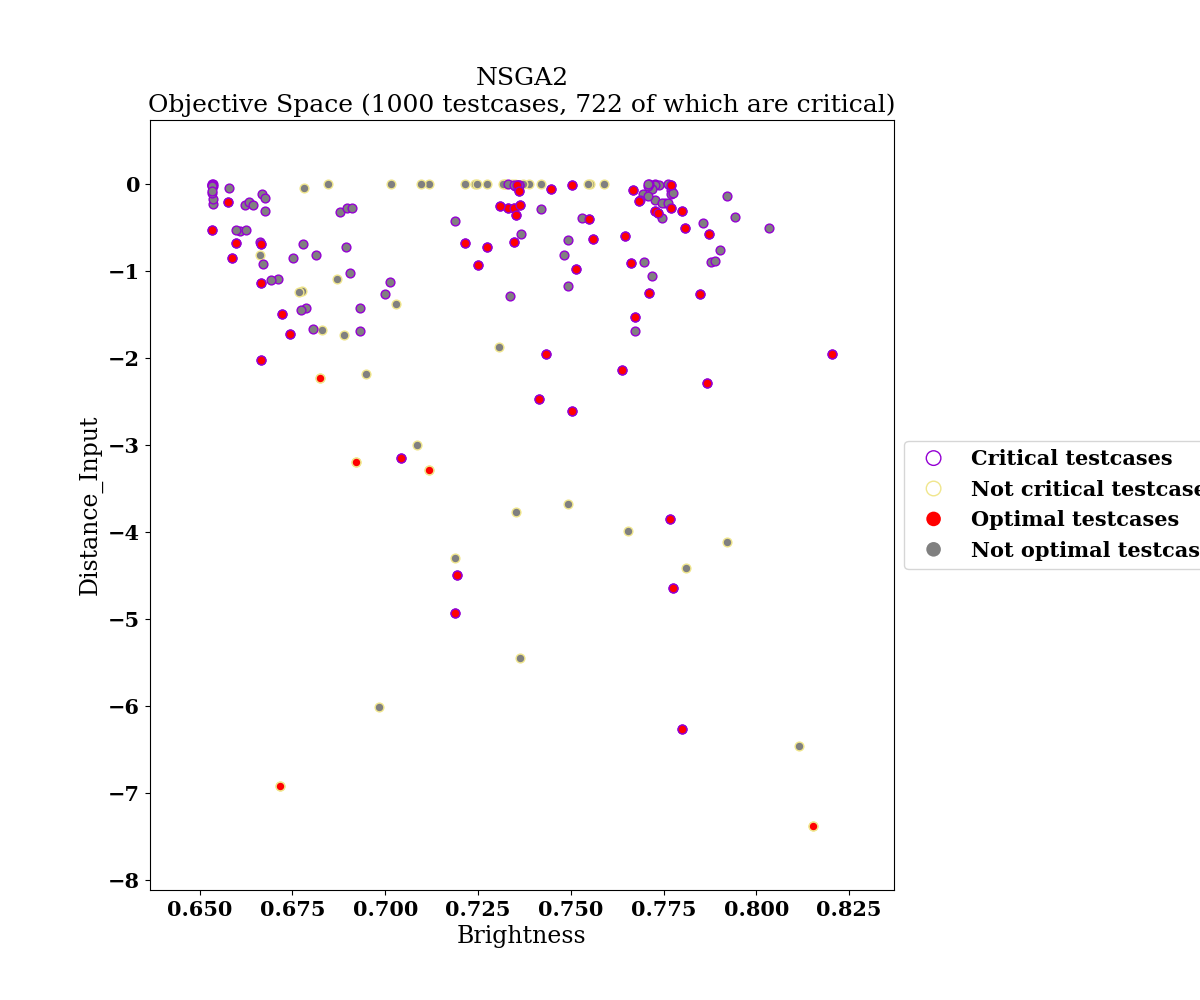 NSGA2
Objective Space (1000 testcases, 722 of which are critical)
0
−1
−2
−3
−4
−5
−6
−7
−8
Distance_Input
0.650 0.675 0.700 0.725 0.750 0.775 0.800 0.825
Brightness
Critical testcases
Not critical testcase
Optimal testcases
Not optimal testcas